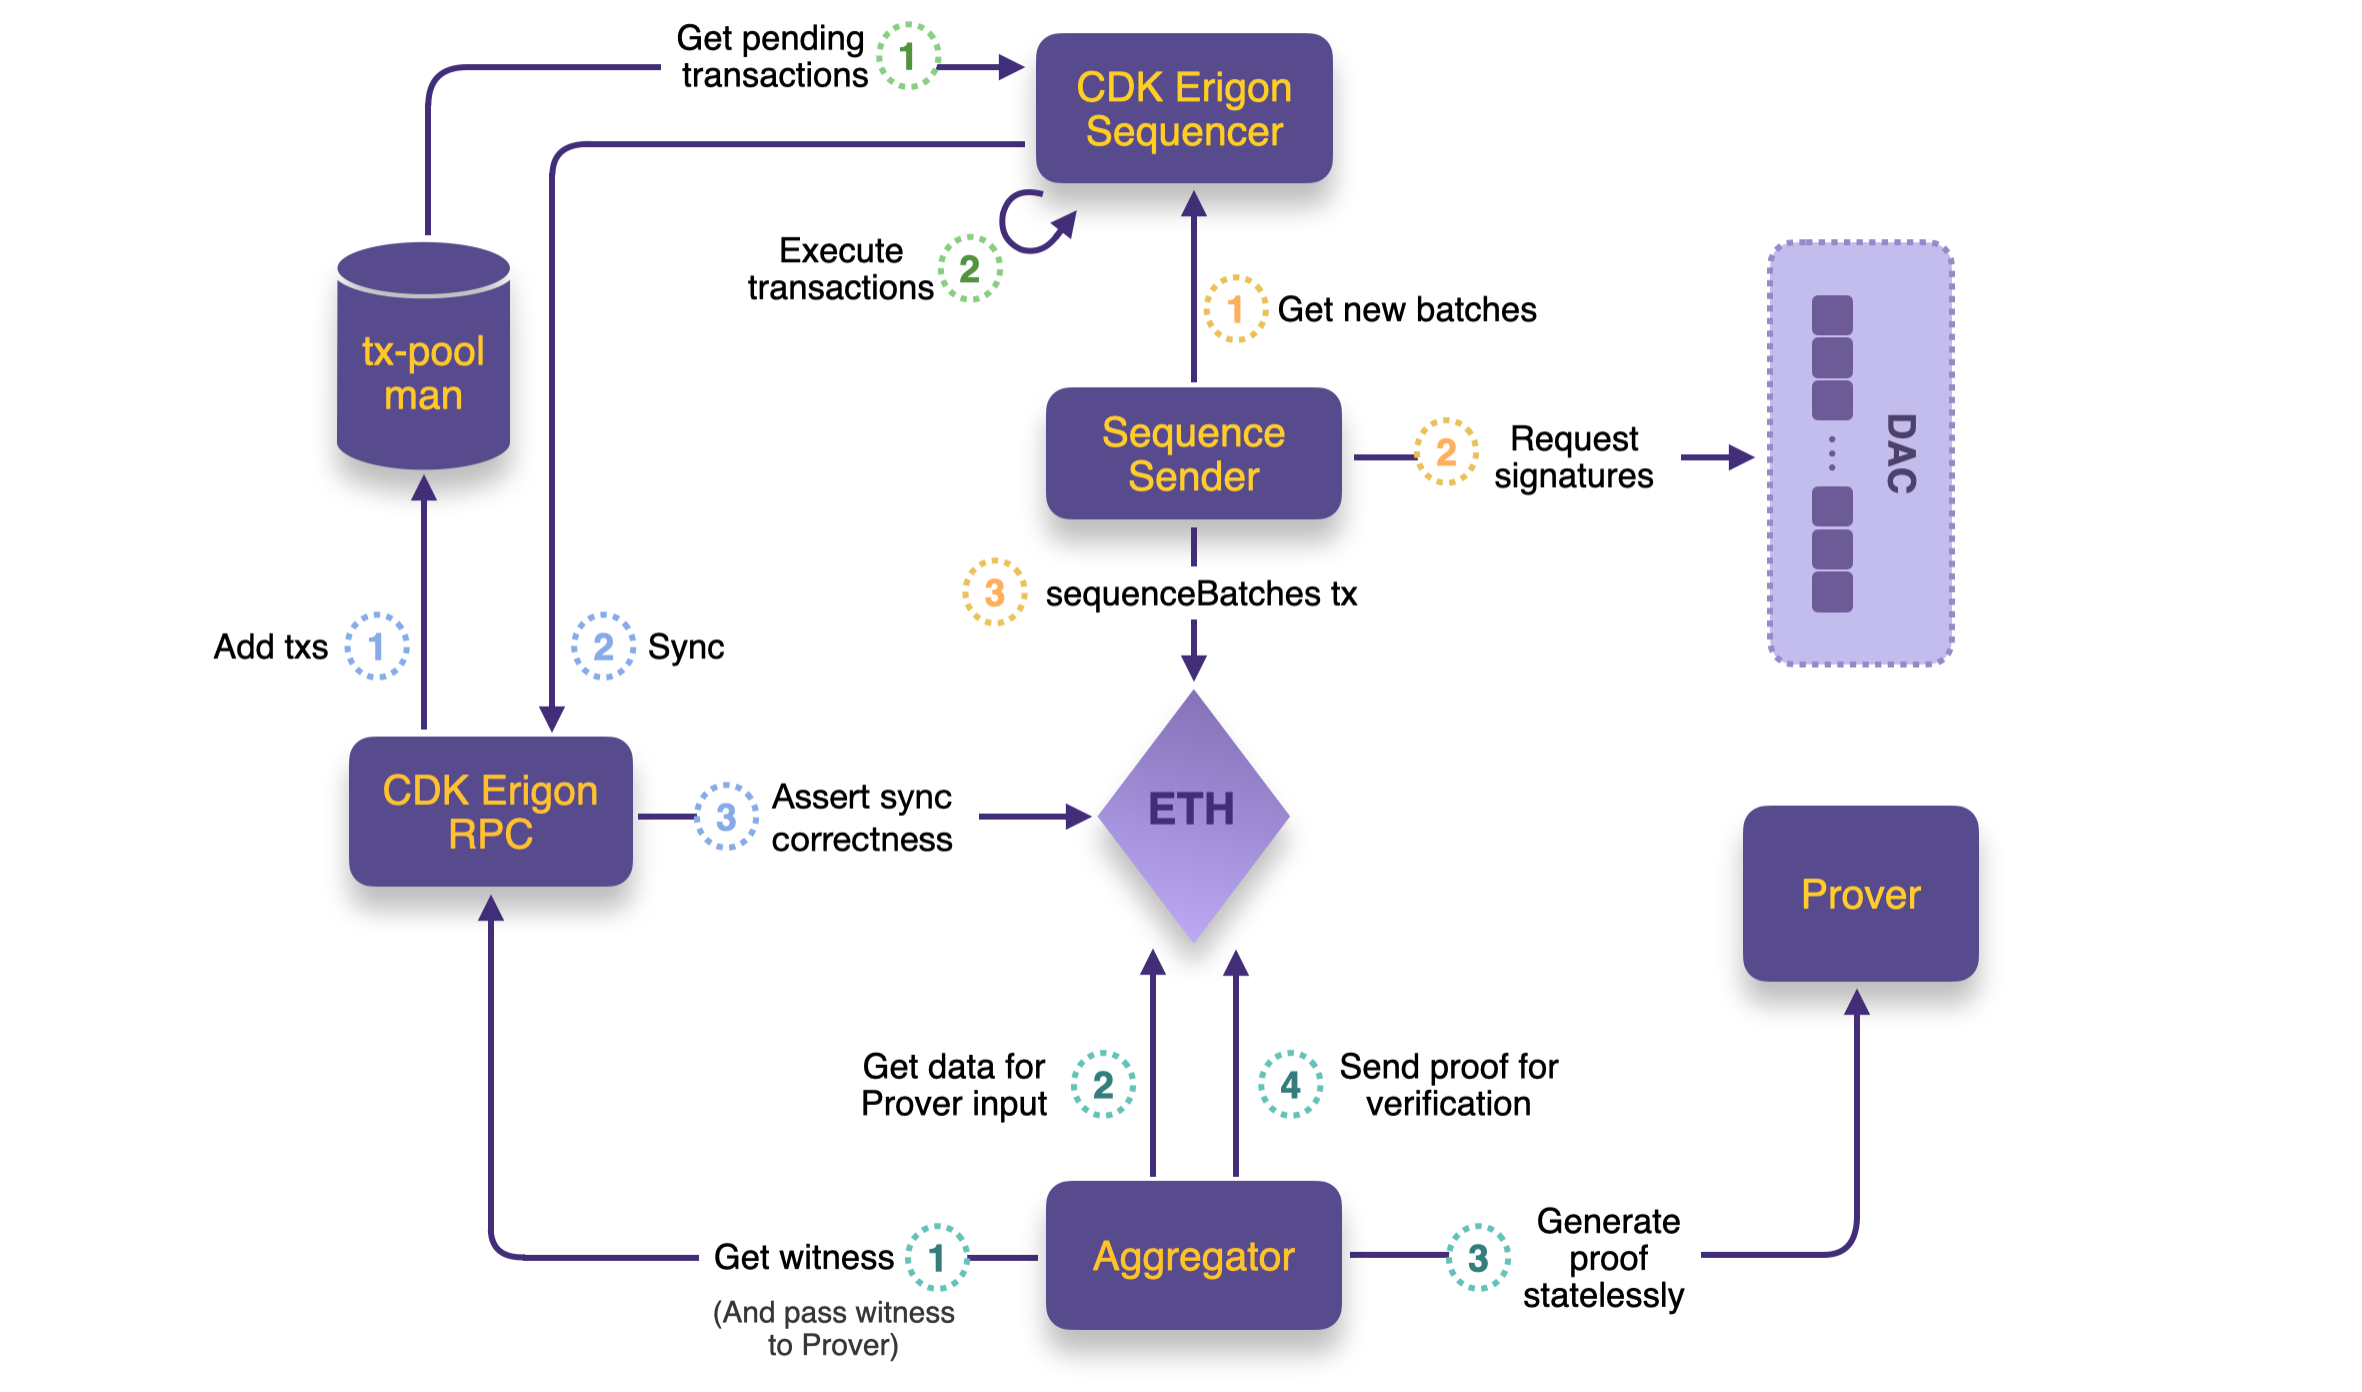 Get pending
transactions
1
CDK Erigon
Sequencer
Execute
transactions
2
1
Get new batches
tx-pool
man
Sequence
Sender
2
Request
signatures
DAC
3
sequenceBatches tx
Add txs
1
2
Sync
CDK Erigon
RPC
3
Assert sync
correctness
ETH
Prover
Get data for
Prover input
2
4
Send proof for
verification
Get witness
1
(And pass witness
to Prover)
Aggregator
3
Generate
proof
statelessly